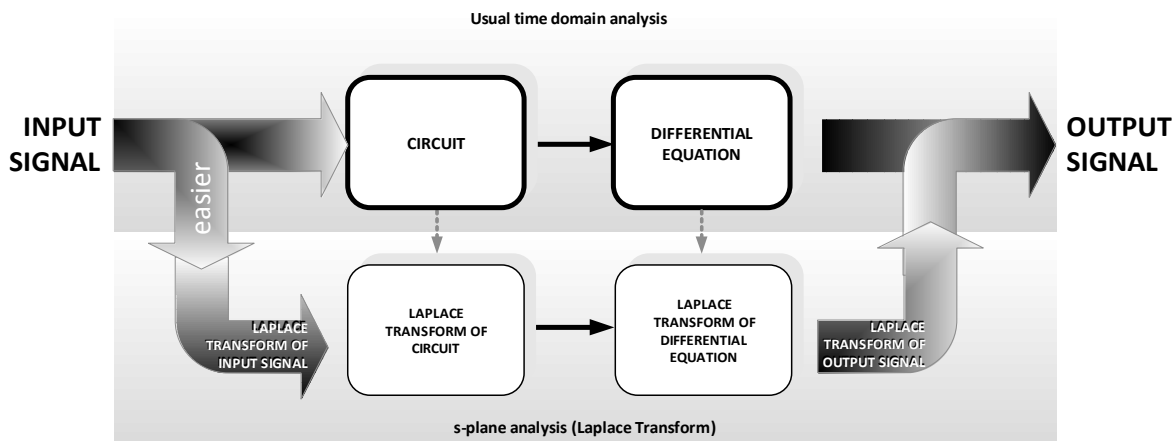 Usual time domain analysis
INPUT
SIGNAL
CIRCUIT
DIFFERENTIAL
EQUATION
OUTPUT
SIGNAL
easier
LAPLACE
TRANSFORM OF
INPUT SIGNAL
LAPLACE
TRANSFORM OF
CIRCUIT
LAPLACE
TRANSFORM OF
DIFFERENTIAL
EQUATION
LAPLACE
TRANSFORM OF
OUTPUT SIGNAL
s-plane analysis (Laplace Transform)